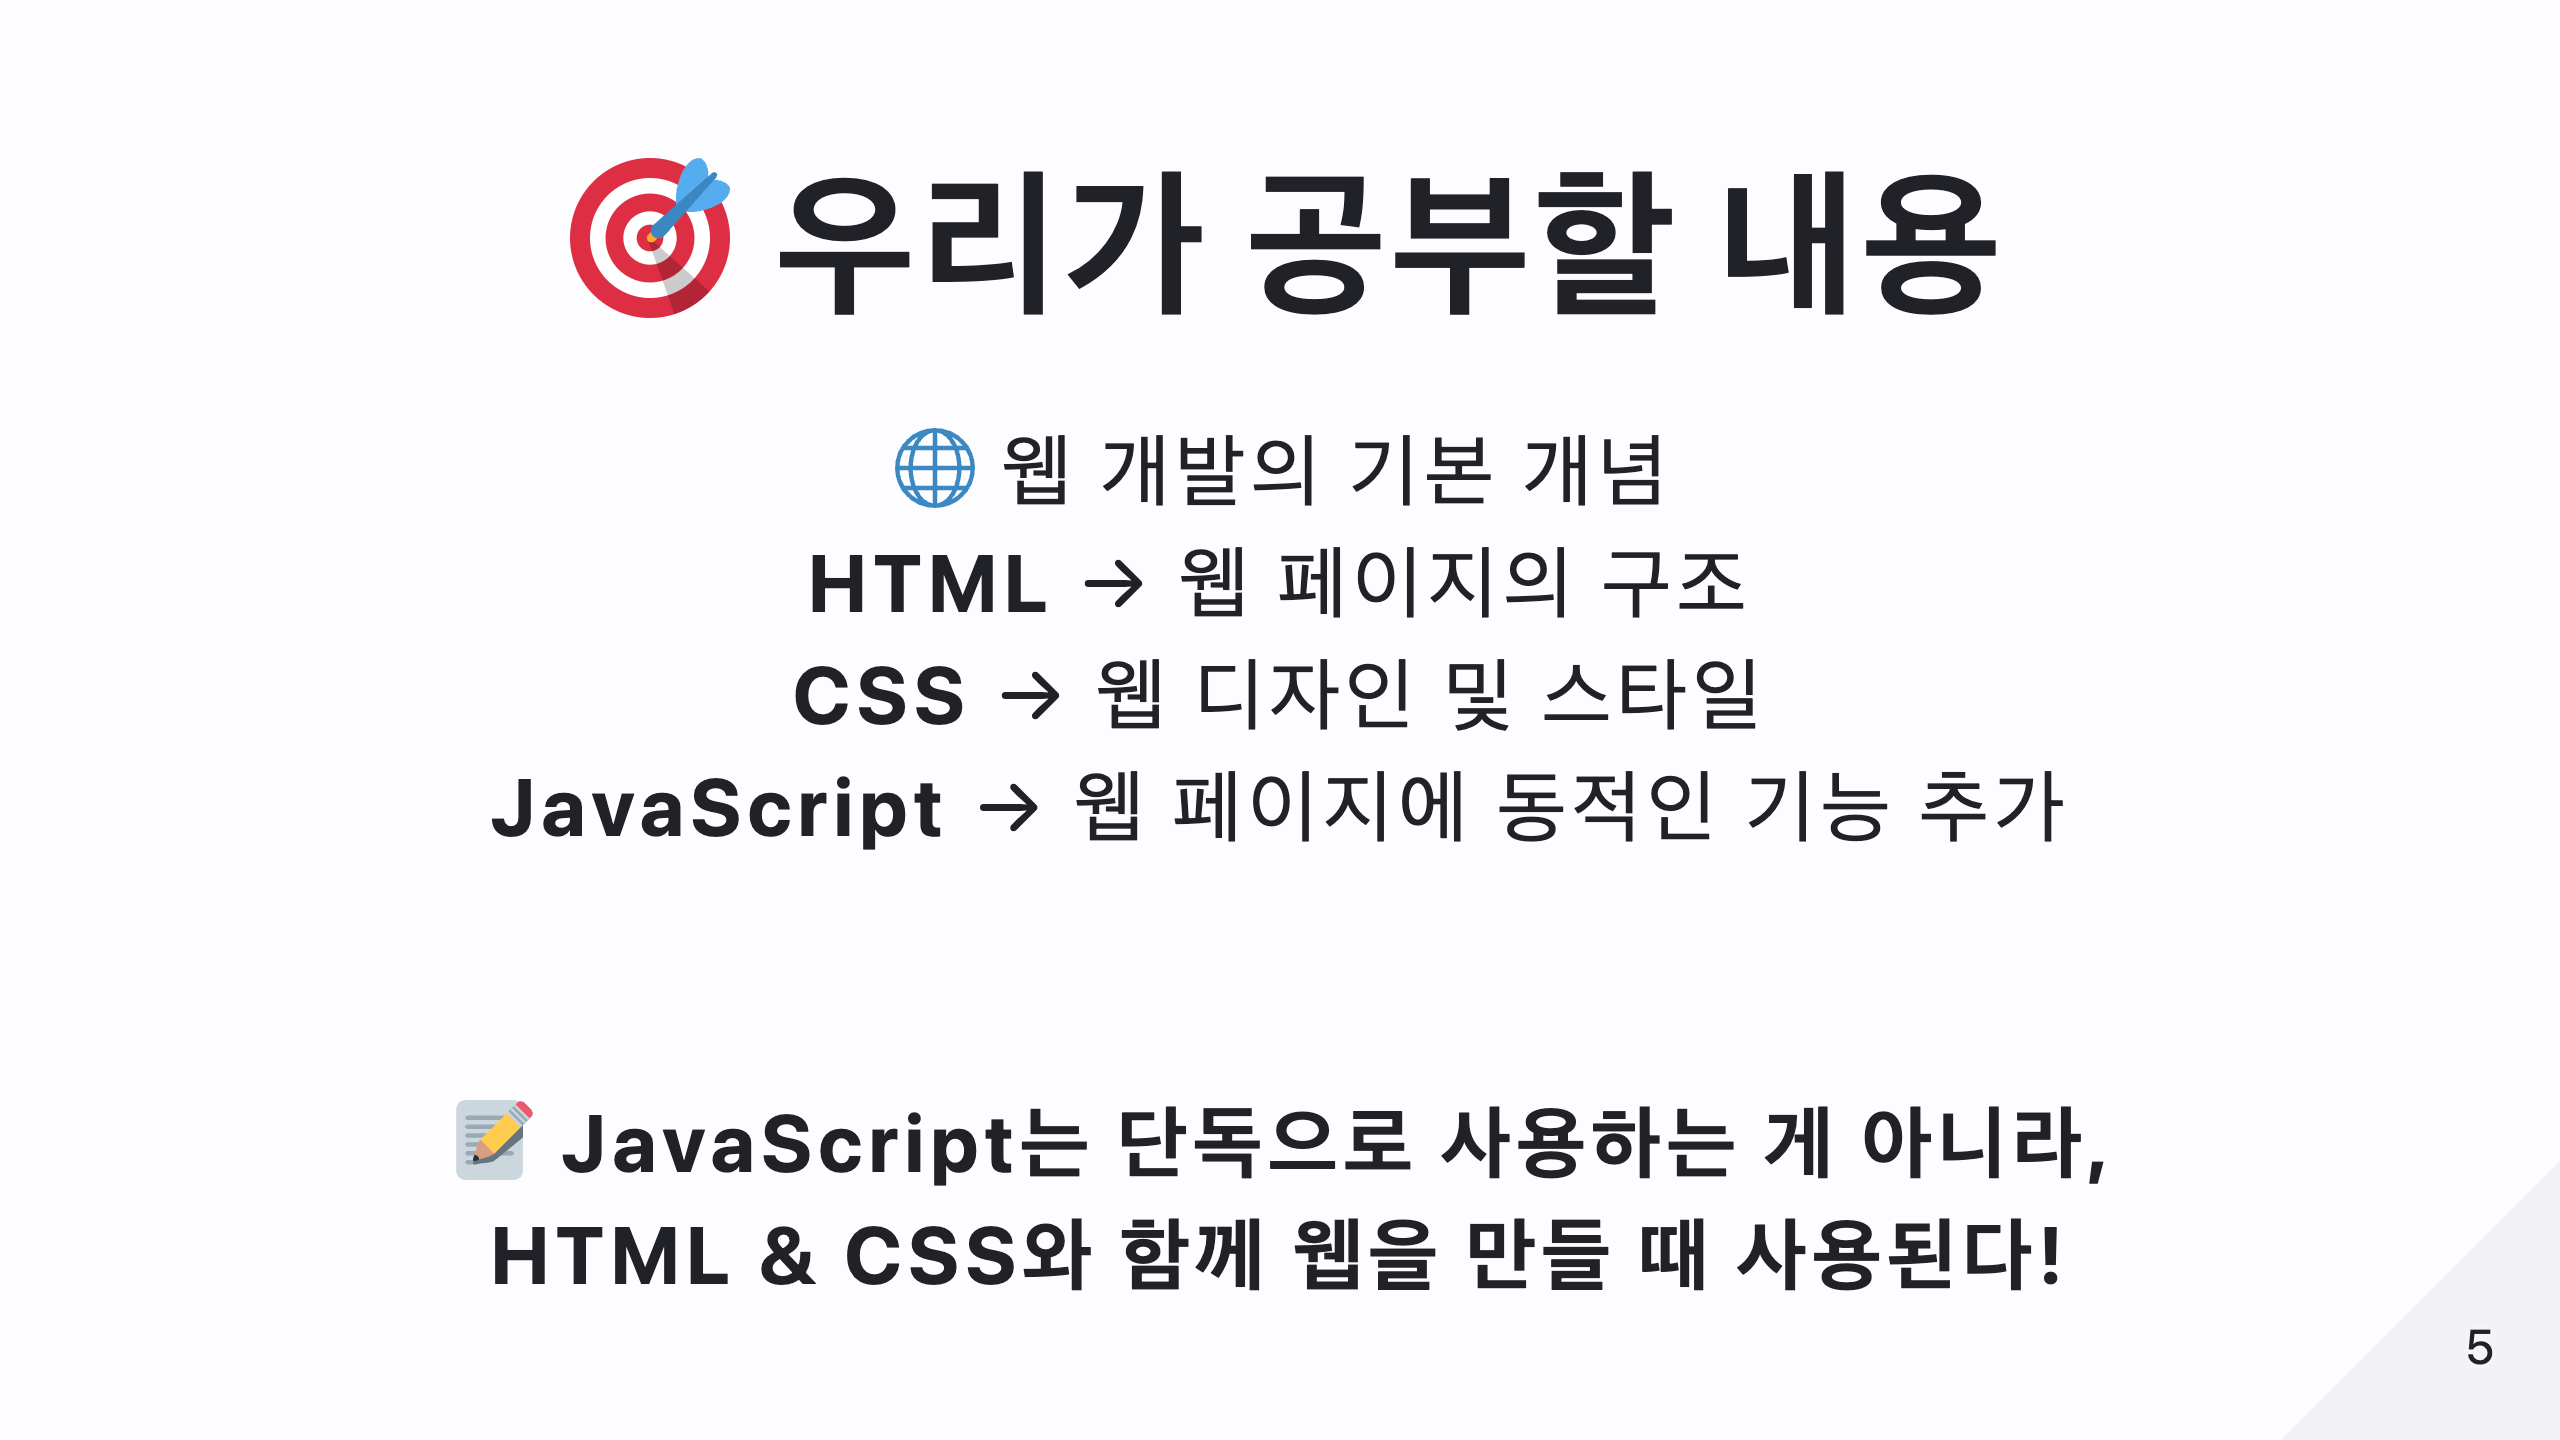 🎯 우리가 공부할 내용
🌐 웹 개발의 기본 개념
HTML → 웹 페이지의 구조
CSS → 웹 디자인 및 스타일
JavaScript → 웹 페이지에 동적인 기능 추가
📝 JavaScript는 단독으로 사용하는 게 아니라,
HTML & CSS와 함께 웹을 만들 때 사용된다!
5